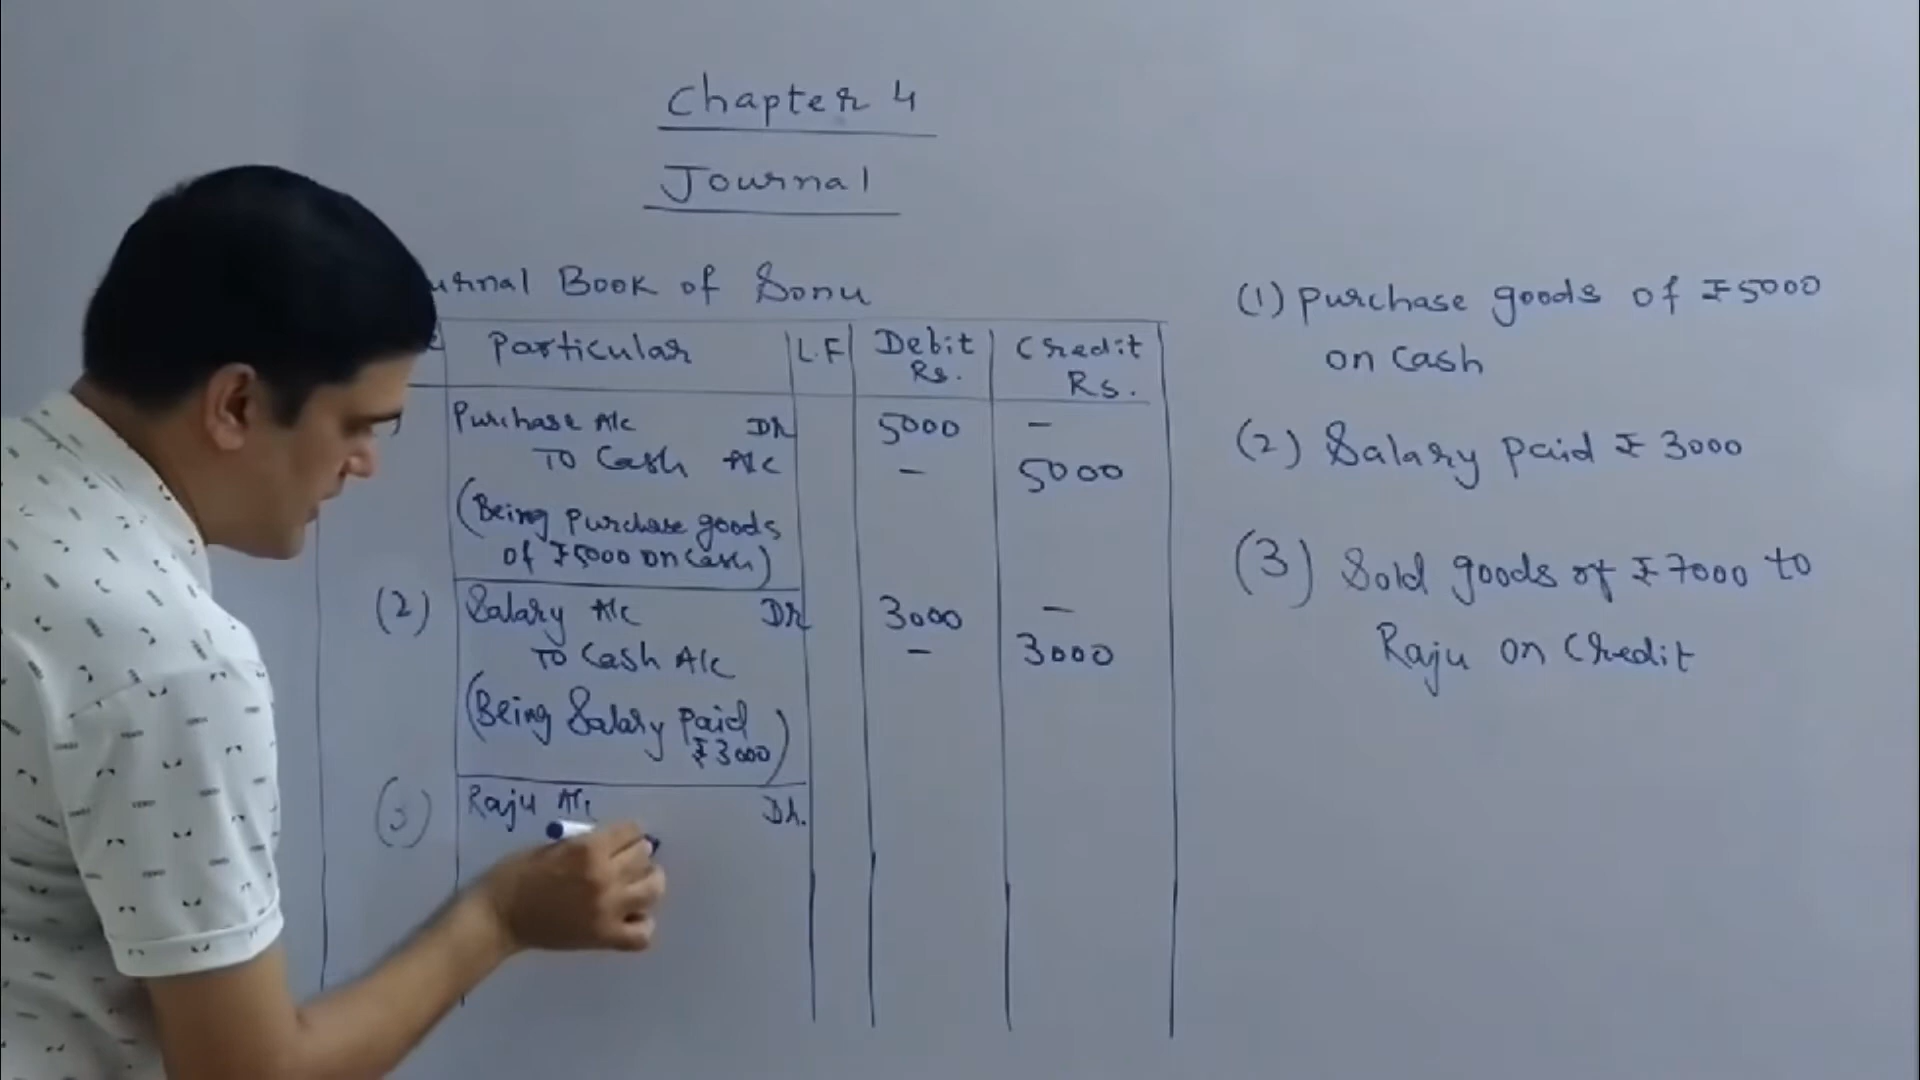 Chapter 4
Journal
urnal Book of Sonu
Particular L.F Debit Rs. Credit Rs.
Purchase A/c Dr 5000 -
To Cash A/c - 5000
(Being purchase goods
of ₹5000 on cash)
(2) Salary A/c Dr 3000 -
To Cash A/c - 3000
(Being Salary paid
₹3000)
(3) Raju A/c Dr.
(1) Purchase goods of ₹5000
on Cash
(2) Salary paid ₹ 3000
(3) Sold goods of ₹7000 to
Raju on Credit